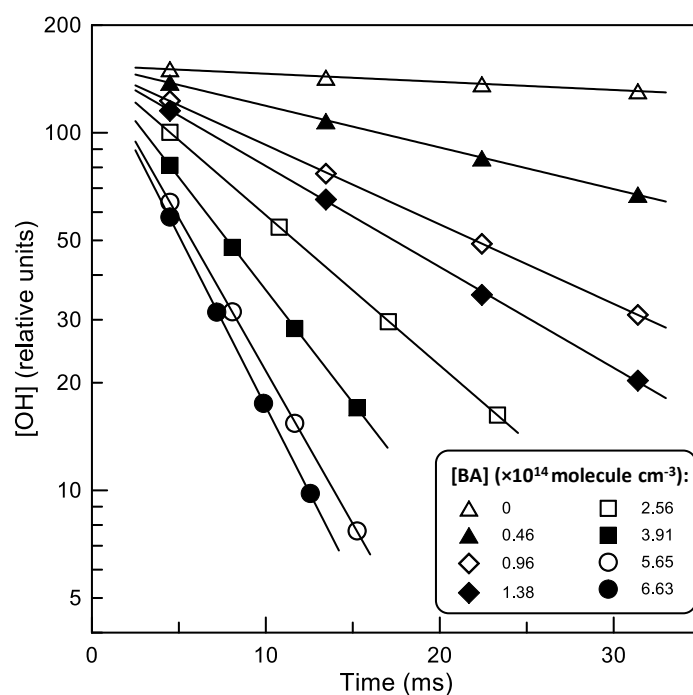 200
100
50
30
20
10
5
[OH] (relative units)
0 10 20 30
Time (ms)
[BA] (×10¹⁴ molecule cm⁻³):
0 2.56
0.46 3.91
0.96 5.65
1.38 6.63